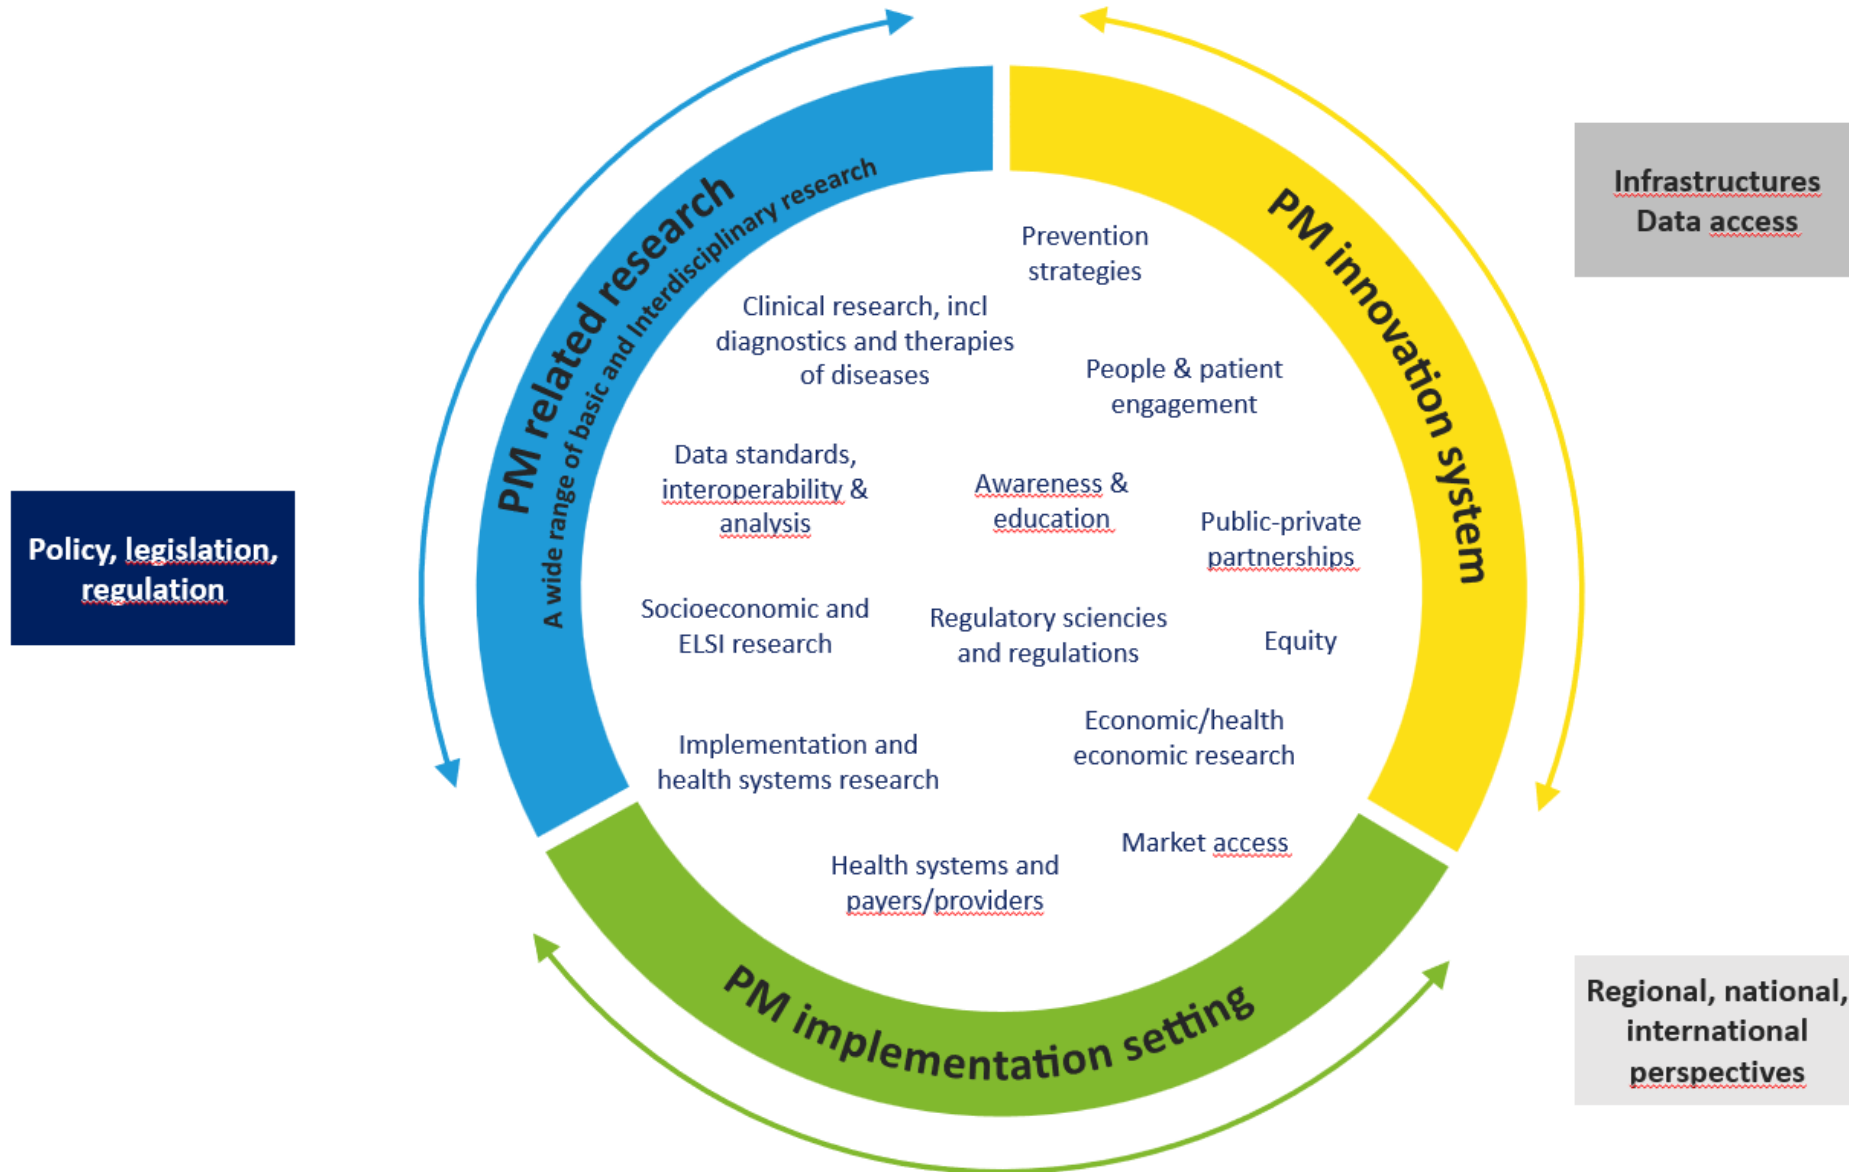 PM related research
A wide range of basic and Interdisciplinary research
PM innovation system
PM implementation setting
Policy, legislation,
regulation
Infrastructures
Data access
Regional, national,
international
perspectives
Prevention
strategies
Clinical research, incl
diagnostics and therapies
of diseases
People & patient
engagement
Data standards,
interoperability &
analysis
Awareness &
education
Public-private
partnerships
Socioeconomic and
ELSI research
Regulatory sciencies
and regulations
Equity
Implementation and
health systems research
Economic/health
economic research
Market access
Health systems and
payers/providers